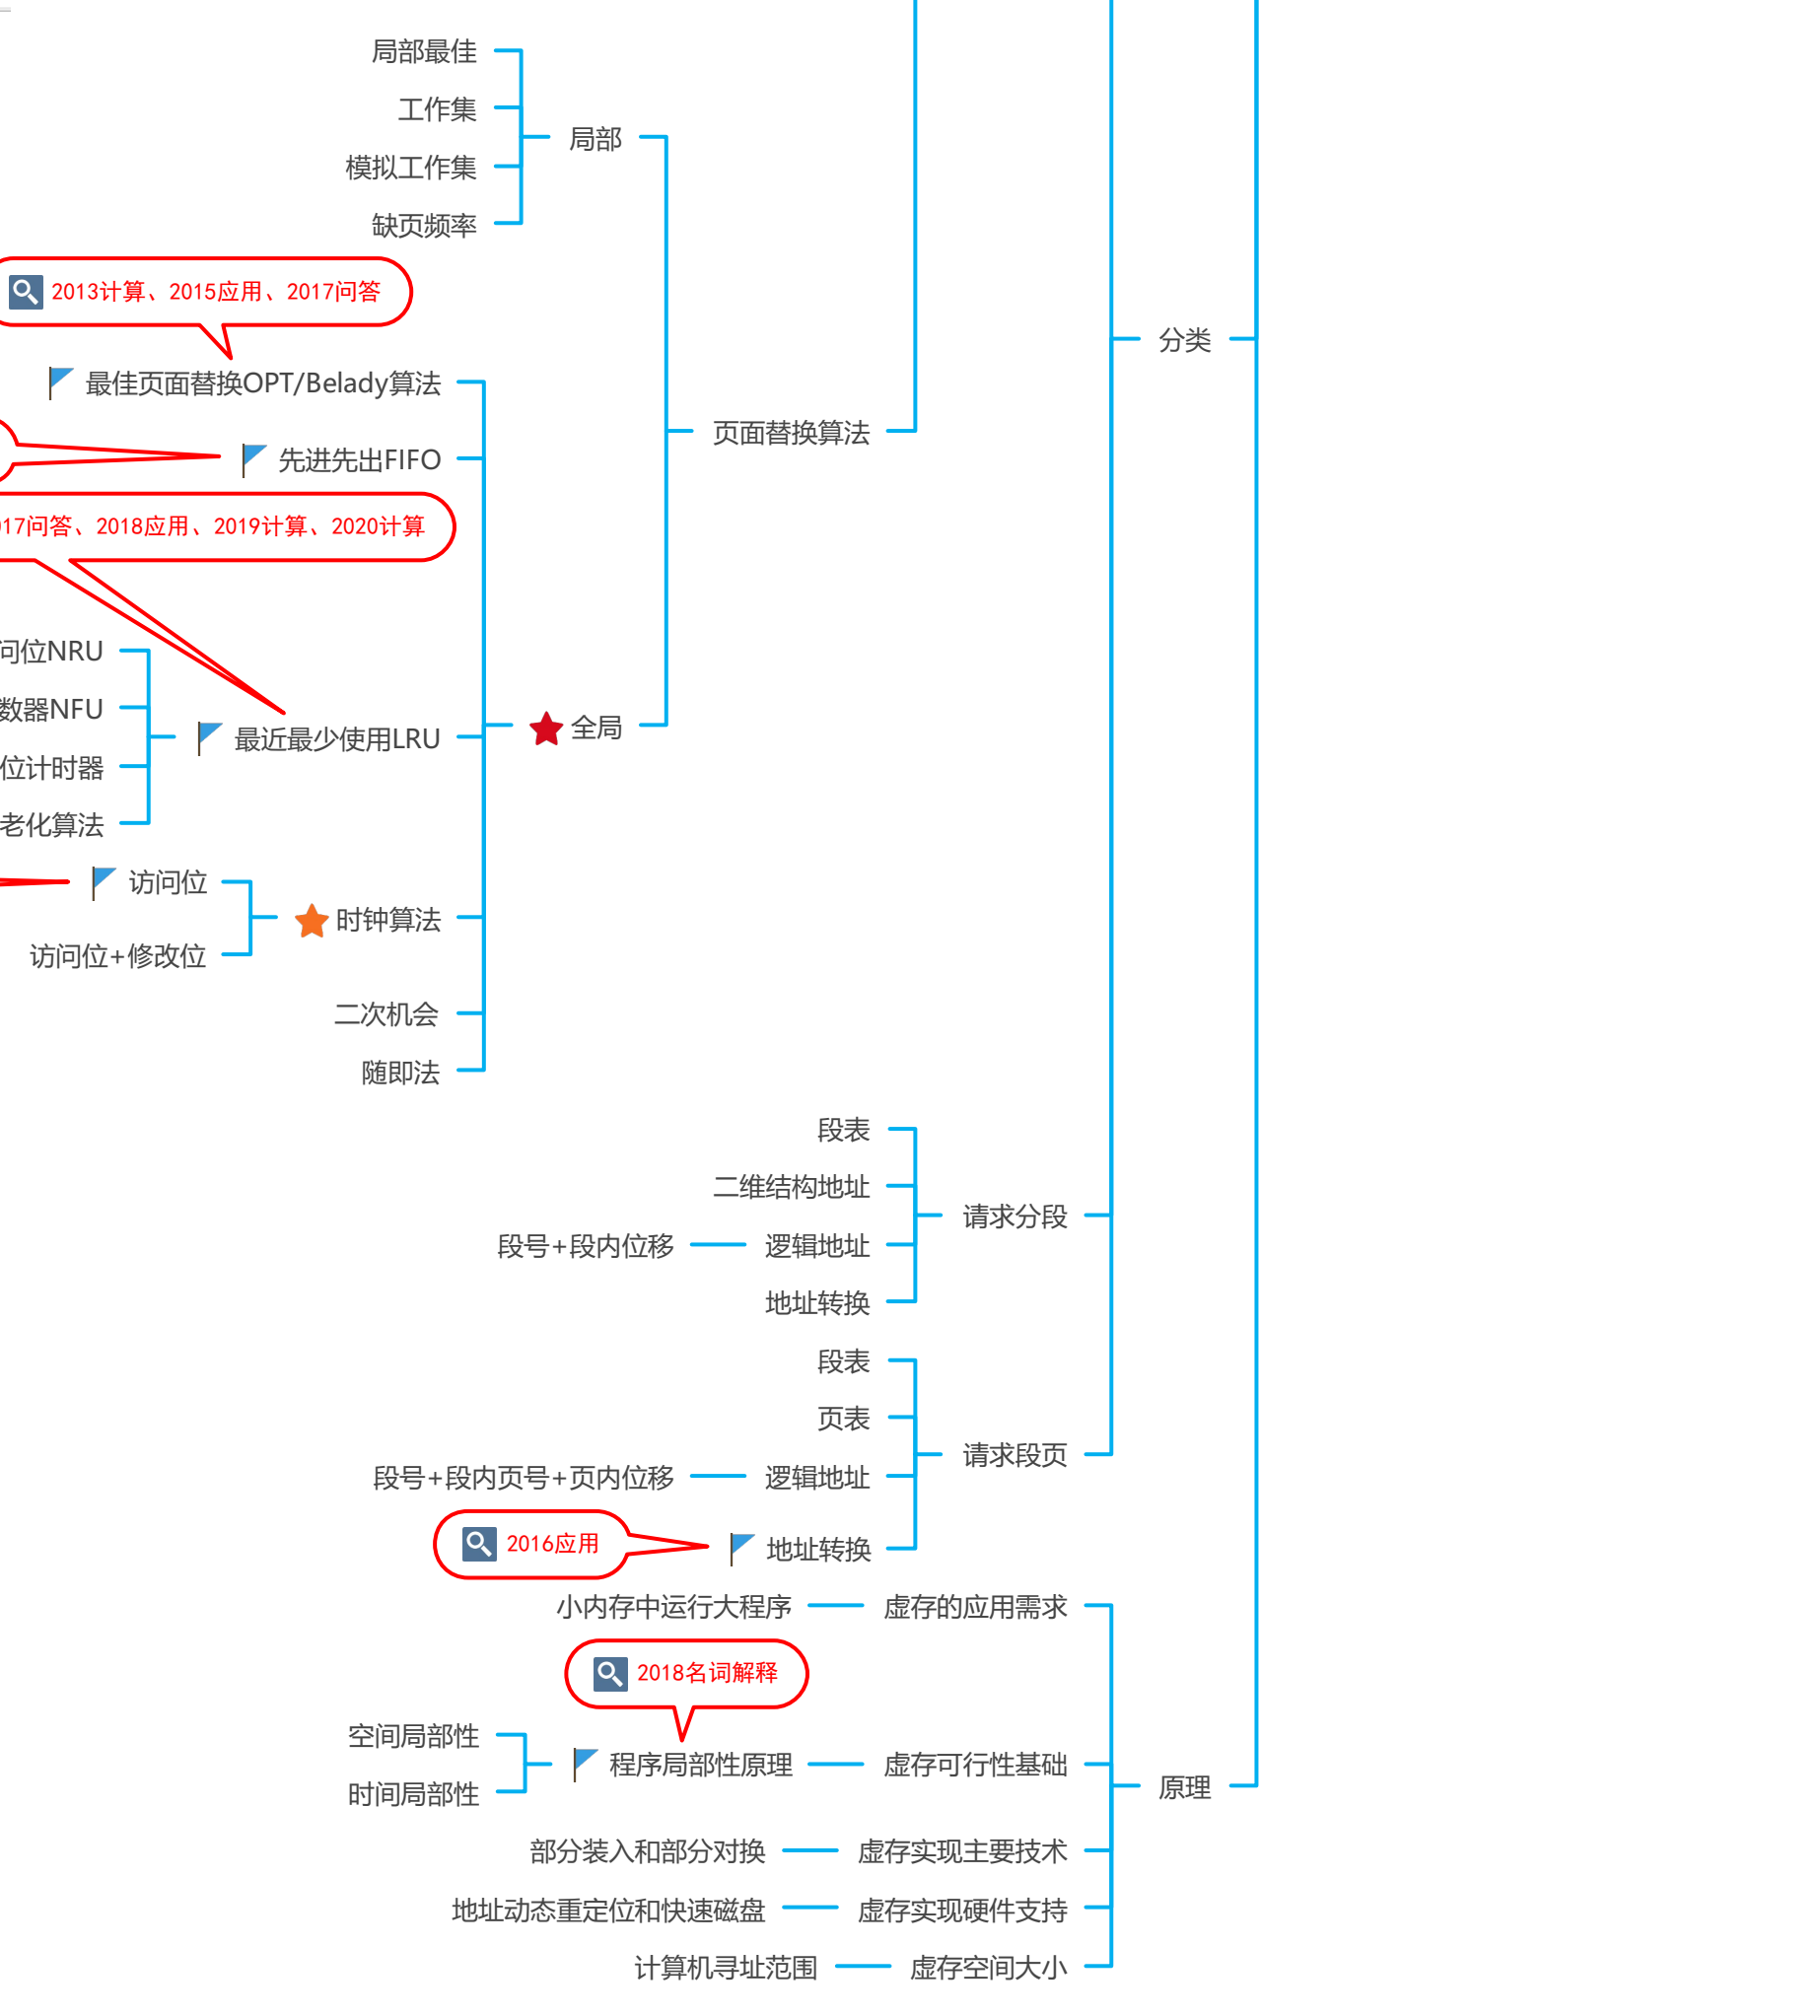 局部最佳
工作集
模拟工作集
缺页频率
局部
2013计算、2015应用、2017问答
最佳页面替换OPT/Belady算法
先进先出FIFO
17问答、2018应用、2019计算、2020计算
问位NRU
数器NFU
位计时器
老化算法
最近最少使用LRU
访问位
访问位+修改位
时钟算法
二次机会
随即法
全局
页面替换算法
段表
二维结构地址
段号+段内位移
逻辑地址
地址转换
请求分段
段表
页表
段号+段内页号+页内位移
逻辑地址
2016应用
地址转换
请求段页
分类
小内存中运行大程序
虚存的应用需求
2018名词解释
空间局部性
时间局部性
程序局部性原理
虚存可行性基础
部分装入和部分对换
虚存实现主要技术
地址动态重定位和快速磁盘
虚存实现硬件支持
计算机寻址范围
虚存空间大小
原理